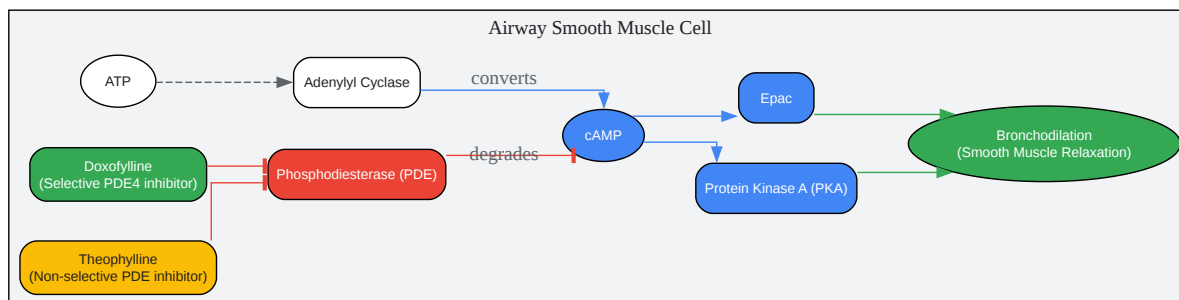 Airway Smooth Muscle Cell
ATP
Adenylyl Cyclase
converts
Epac
cAMP
Bronchodilation
(Smooth Muscle Relaxation)
Doxofylline
(Selective PDE4 inhibitor)
Phosphodiesterase (PDE)
degrades
Protein Kinase A (PKA)
Theophylline
(Non-selective PDE inhibitor)